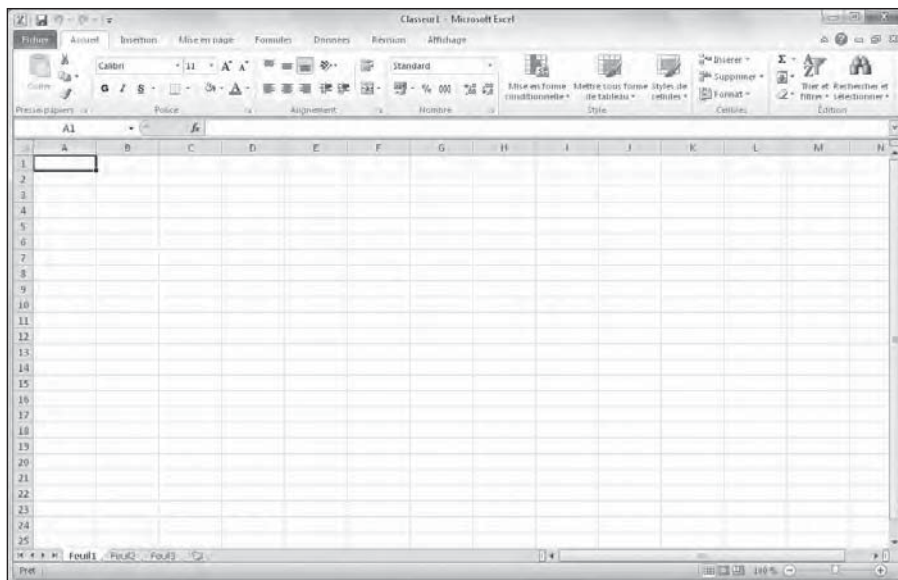 Classeur1 - Microsoft Excel
Fichier Accueil Insertion Mise en page Formules Données Révision Affichage
Coller
Calibri 11
G I S
Standard
% 000
Mise en forme conditionnelle
Mettre sous forme de tableau
Styles de cellules
Insérer
Supprimer
Format
Σ
Trier et filtrer
Rechercher et sélectionner
Presse-papiers Police Alignement Nombre Style Cellules Édition
A1 fx
A B C D E F G H I J K L M N
1
2
3
4
5
6
7
8
9
10
11
12
13
14
15
16
17
18
19
20
21
22
23
24
25
Feuil1 Feuil2 Feuil3
Prêt 100 %